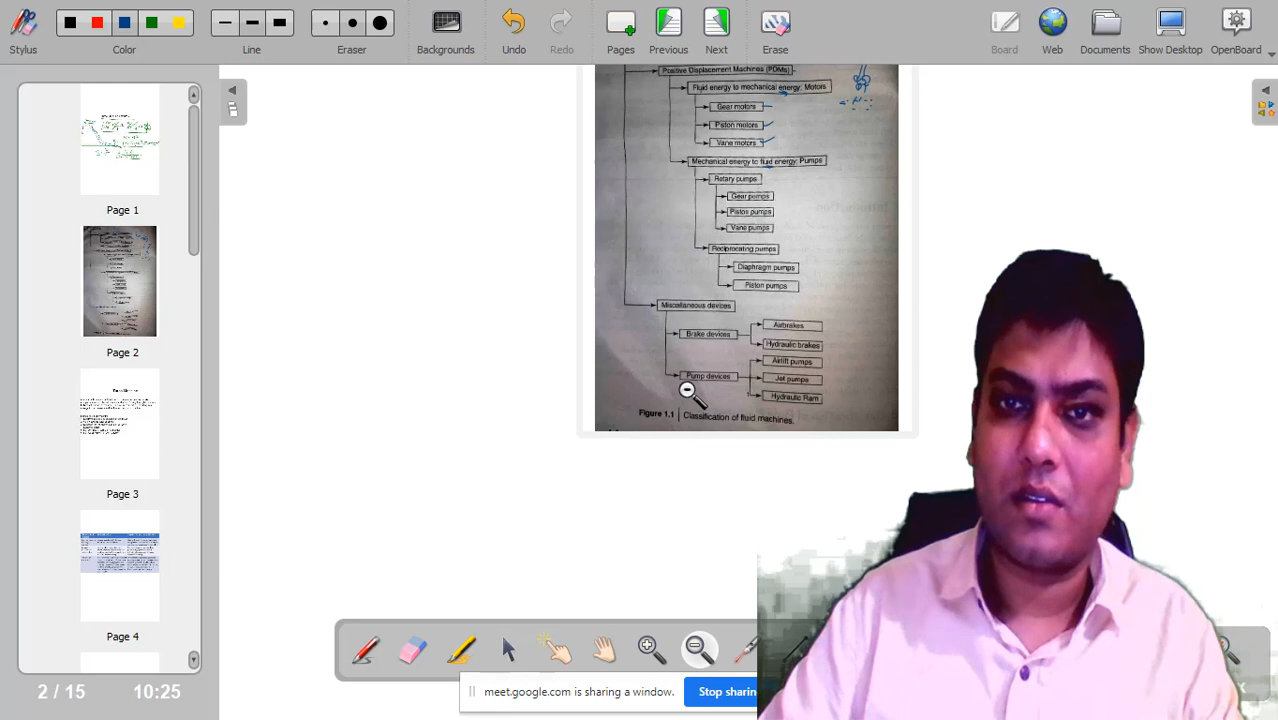 Stylus
Color
Line
Eraser
Backgrounds
Undo
Redo
Pages
Previous
Next
Erase
Board
Web
Documents
Show Desktop
OpenBoard
Page 1
Page 2
Page 3
Page 4
2 / 15
10:25
Positive Displacement Machines (PDMs)
Fluid energy to mechanical energy: Motors
Gear motors
Piston motors
Vane motors
Mechanical energy to fluid energy: Pumps
Rotary pumps
Gear pumps
Piston pumps
Vane pumps
Reciprocating pumps
Diaphragm pumps
Piston pumps
Miscellaneous devices
Brake devices
Airbrakes
Hydraulic brakes
Pump devices
Airlift pumps
Jet pumps
Hydraulic Ram
Figure 1.1 | Classification of fluid machines.
meet.google.com is sharing a window.
Stop sharin